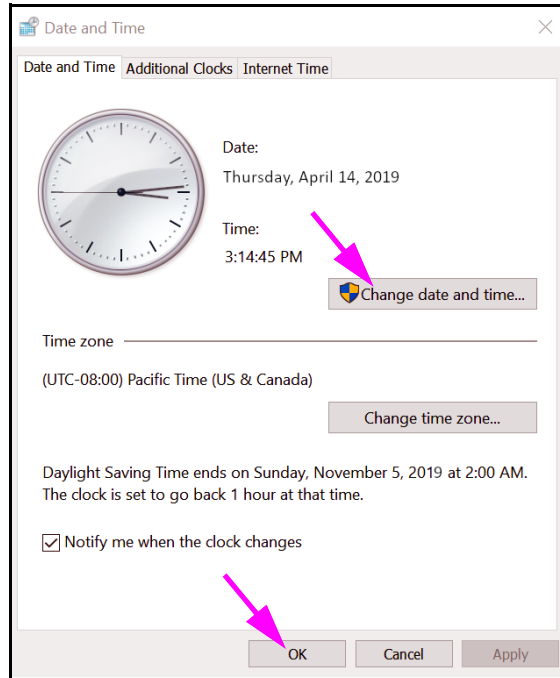 Date and Time
Date and Time Additional Clocks Internet Time
Date:
Thursday, April 14, 2019
Time:
3:14:45 PM
Change date and time...
Time zone
(UTC-08:00) Pacific Time (US & Canada)
Change time zone...
Daylight Saving Time ends on Sunday, November 5, 2019 at 2:00 AM.
The clock is set to go back 1 hour at that time.
Notify me when the clock changes
OK Cancel Apply